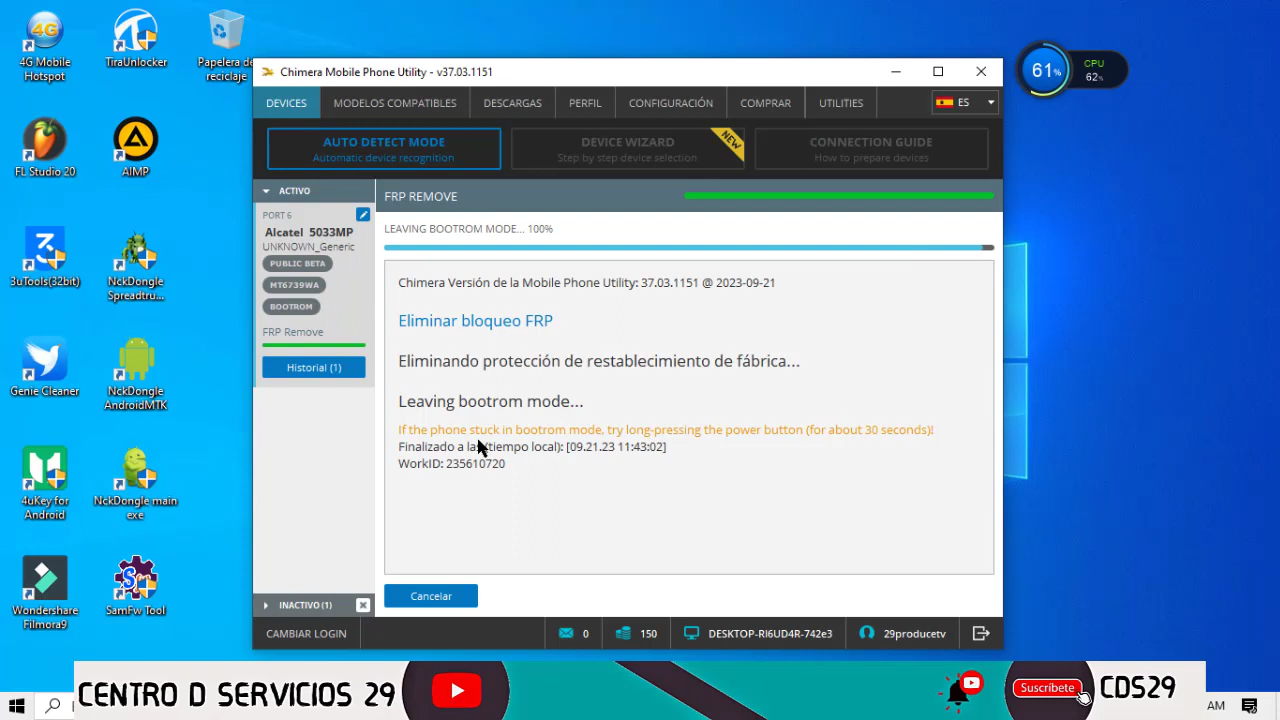 4G
4G Mobile
Hotspot
TiraUnlocker
Papelera de
reciclaje
FL Studio 20
AIMP
3uTools(32bit)
NckDongle
Spreadtru...
Genie Cleaner
NckDongle
AndroidMTK
4uKey for
Android
NckDongle main
exe
Wondershare
Filmora9
SamFw Tool
Chimera Mobile Phone Utility - v37.03.1151
DEVICES
MODELOS COMPATIBLES
DESCARGAS
PERFIL
CONFIGURACIÓN
COMPRAR
UTILITIES
ES
AUTO DETECT MODE
Automatic device recognition
DEVICE WIZARD
Step by step device selection
NEW
CONNECTION GUIDE
How to prepare devices
ACTIVO
PORT 6
Alcatel 5033MP
UNKNOWN_Generic
PUBLIC BETA
MT6739WA
BOOTROM
FRP Remove
Historial (1)
INACTIVO (1)
FRP REMOVE
LEAVING BOOTROM MODE... 100%
Chimera Versión de la Mobile Phone Utility: 37.03.1151 @ 2023-09-21
Eliminar bloqueo FRP
Eliminando protección de restablecimiento de fábrica...
Leaving bootrom mode...
If the phone stuck in bootrom mode, try long-pressing the power button (for about 30 seconds)!
Finalizado a las (tiempo local): [09.21.23 11:43:02]
WorkID: 235610720
Cancelar
CAMBIAR LOGIN
0
150
DESKTOP-RI6UD4R-742e3
29producetv
61%
CPU
62%
CENTRO D SERVICIOS 29
Suscríbete
CDS29
AM